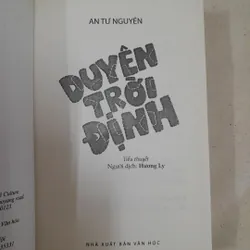 AN TƯ NGUYÊN
DUYÊN
TRỜI
ĐỊNH
Tiểu thuyết
Người dịch: Hương Ly
NHÀ XUẤT BẢN VĂN HỌC